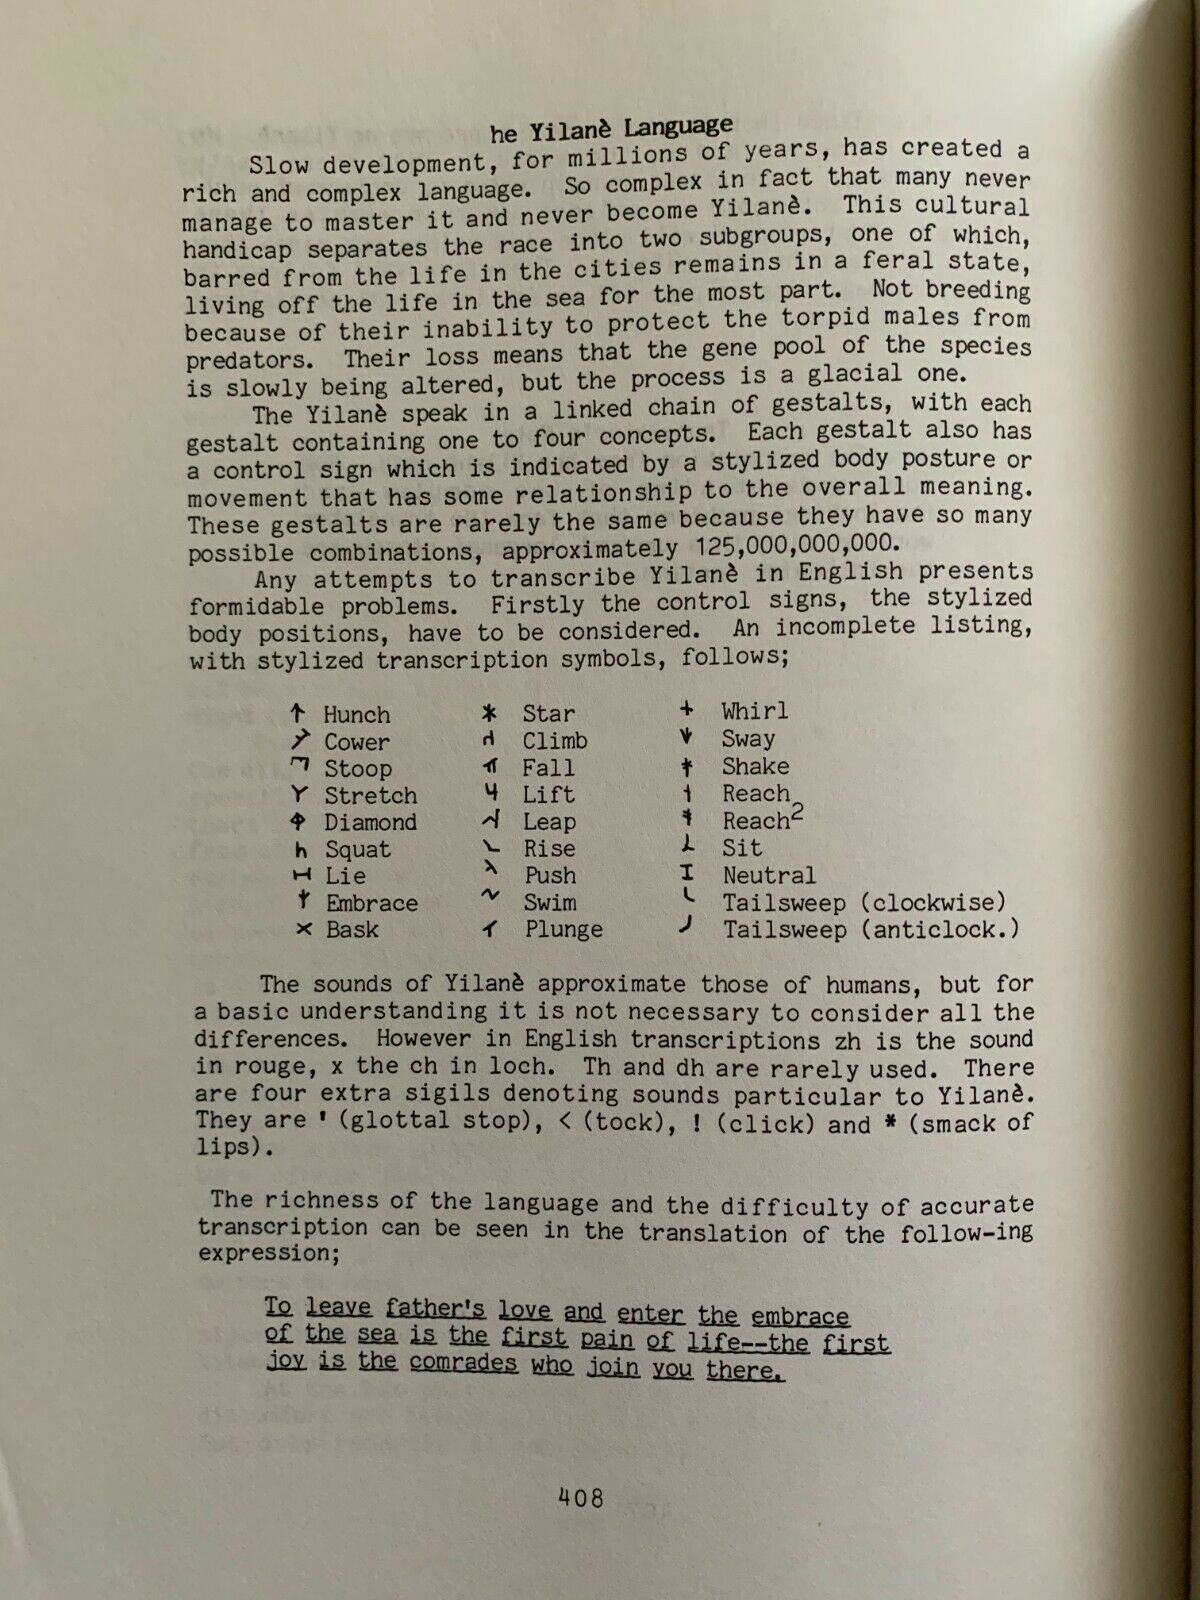 he Yilanè Language
Slow development, for millions of years, has created a
rich and complex language. So complex in fact that many never
manage to master it and never become Yilanè. This cultural
handicap separates the race into two subgroups, one of which,
barred from the life in the cities remains in a feral state,
living off the life in the sea for the most part. Not breeding
because of their inability to protect the torpid males from
predators. Their loss means that the gene pool of the species
is slowly being altered, but the process is a glacial one.
The Yilanè speak in a linked chain of gestalts, with each
gestalt containing one to four concepts. Each gestalt also has
a control sign which is indicated by a stylized body posture or
movement that has some relationship to the overall meaning.
These gestalts are rarely the same because they have so many
possible combinations, approximately 125,000,000,000.
Any attempts to transcribe Yilanè in English presents
formidable problems. Firstly the control signs, the stylized
body positions, have to be considered. An incomplete listing,
with stylized transcription symbols, follows;
Hunch Star Whirl
Cower Climb Sway
Stoop Fall Shake
Stretch Lift Reach
Diamond Leap Reach²
Squat Rise Sit
Lie Push Neutral
Embrace Swim Tailsweep (clockwise)
Bask Plunge Tailsweep (anticlock.)
The sounds of Yilanè approximate those of humans, but for
a basic understanding it is not necessary to consider all the
differences. However in English transcriptions zh is the sound
in rouge, x the ch in loch. Th and dh are rarely used. There
are four extra sigils denoting sounds particular to Yilanè.
They are ' (glottal stop), < (tock), ! (click) and * (smack of
lips).
The richness of the language and the difficulty of accurate
transcription can be seen in the translation of the follow-ing
expression;
To leave father's love and enter the embrace
of the sea is the first pain of life--the first
joy is the comrades who join you there.
408